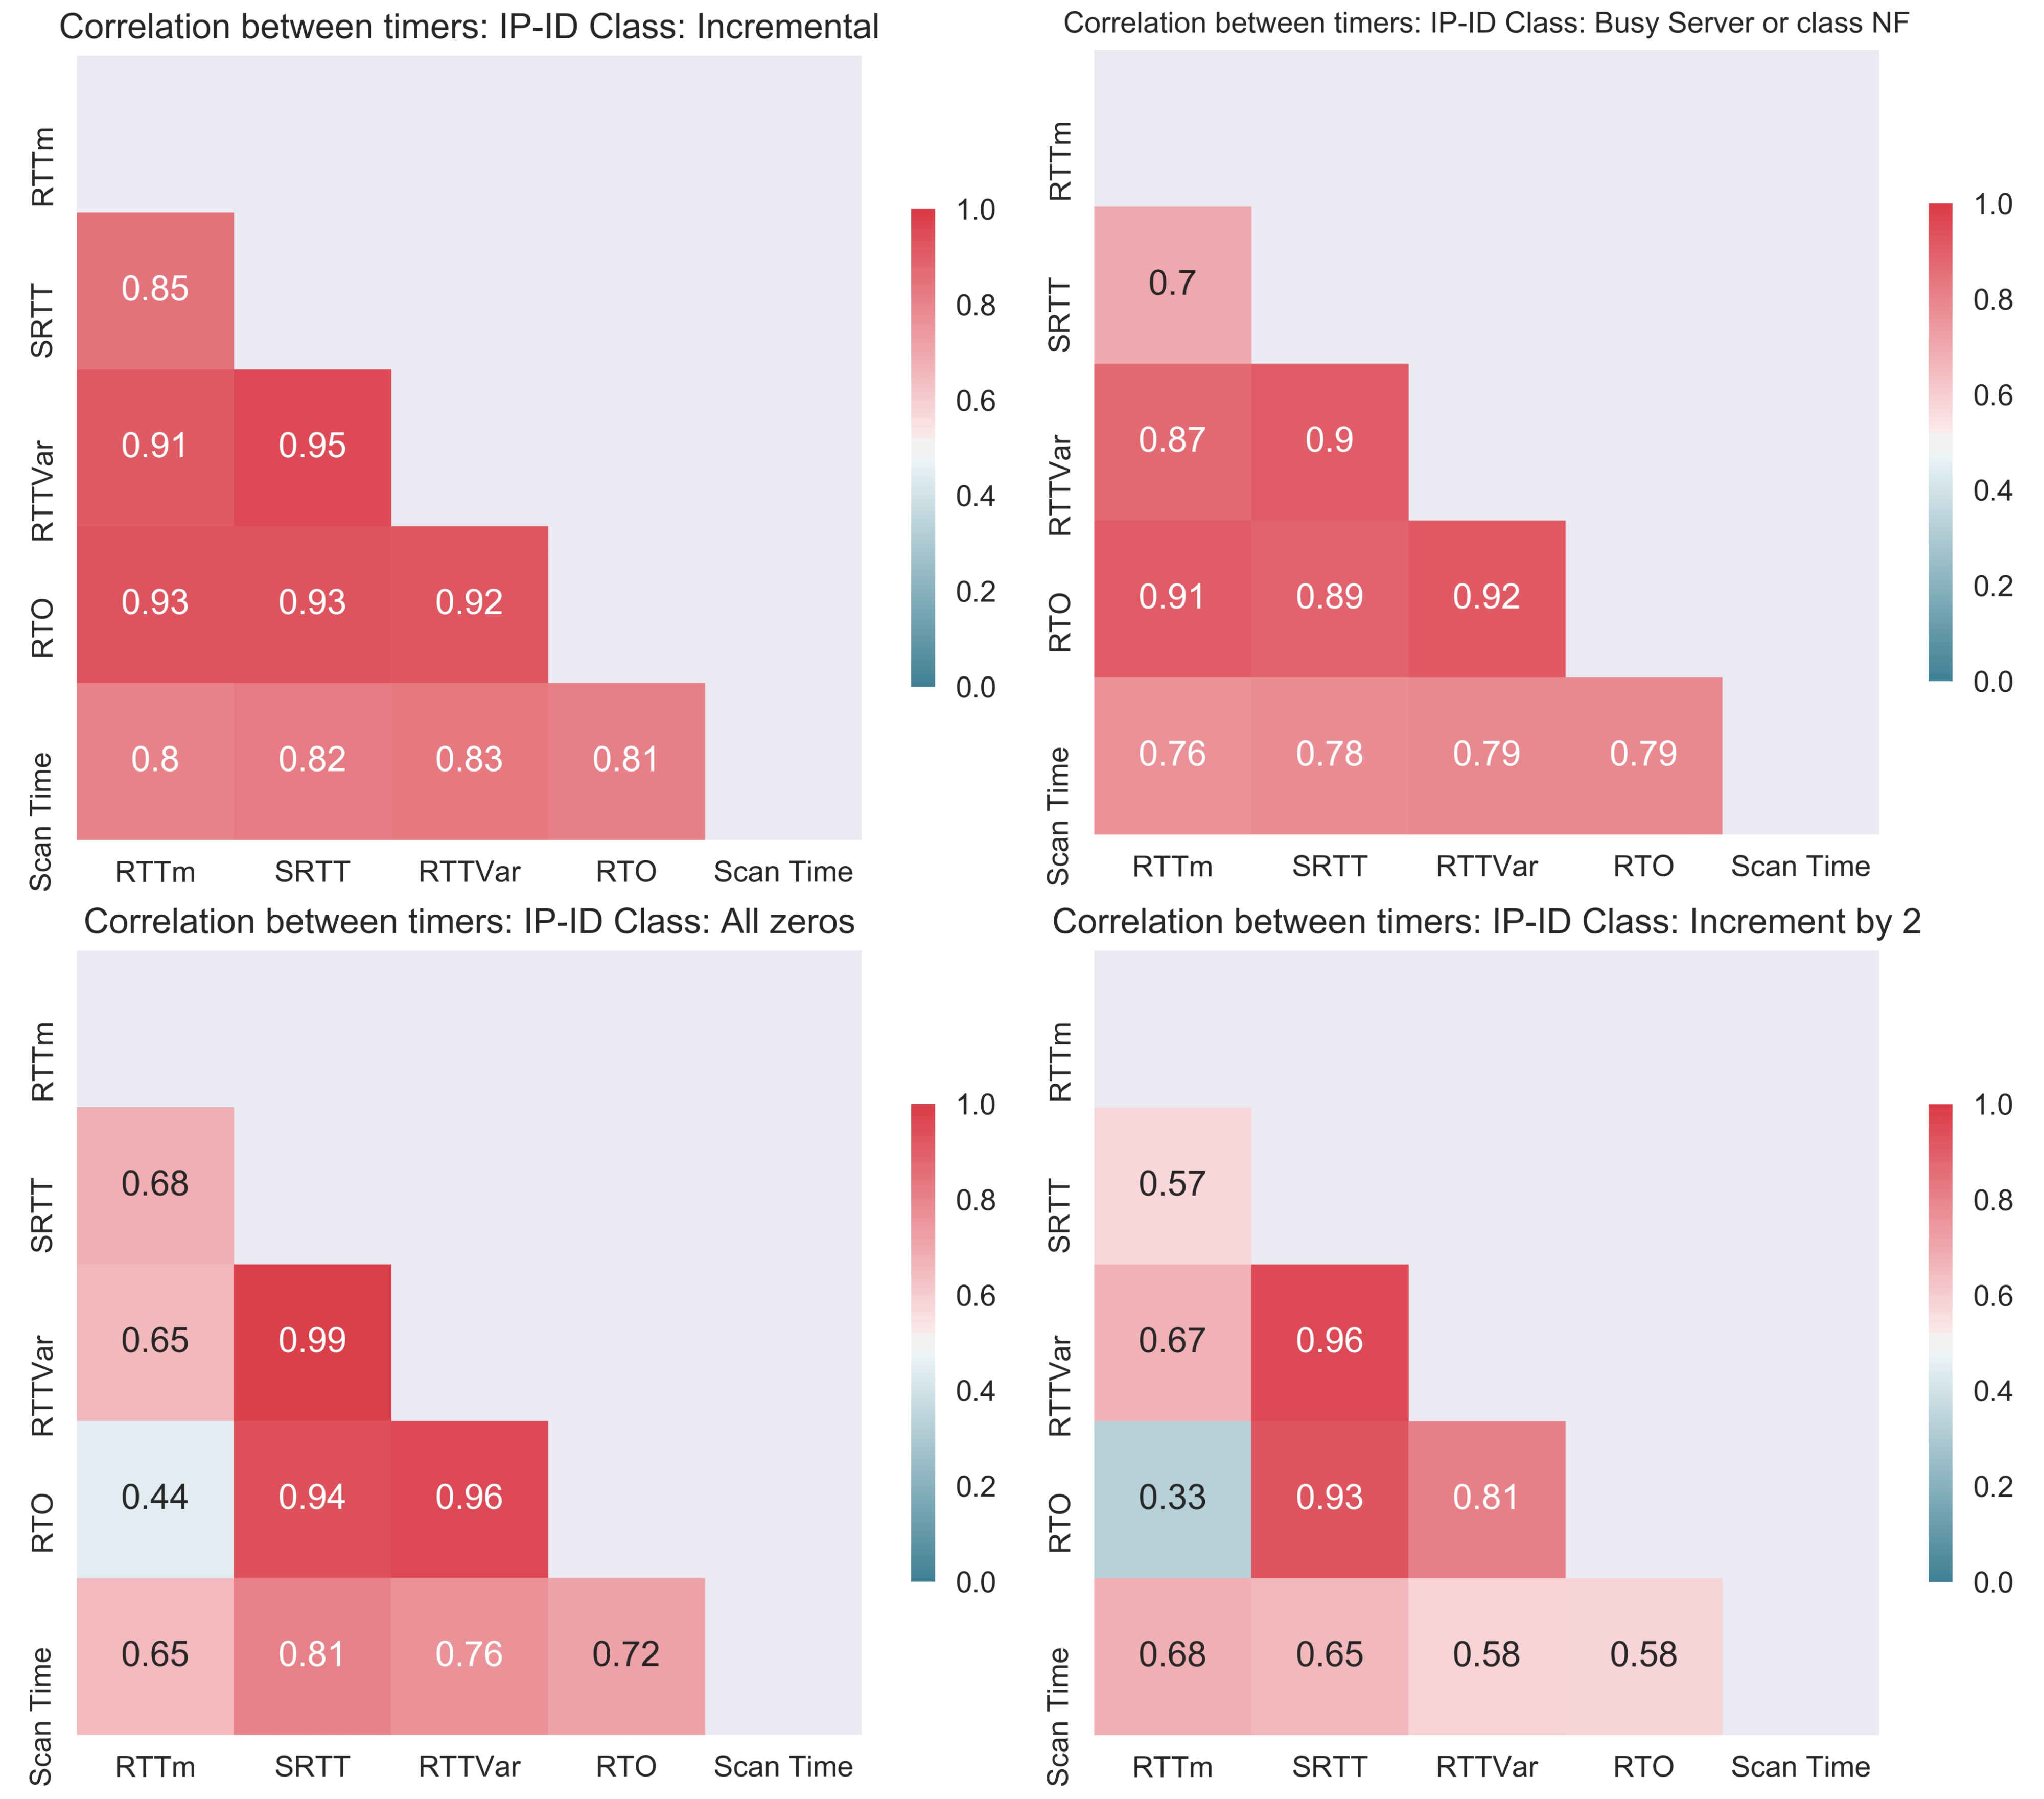 Correlation between timers: IP-ID Class: Incremental
RTTm
SRTT
RTTVar
RTO
Scan Time
0.85
0.91 0.95
0.93 0.93 0.92
0.8 0.82 0.83 0.81
RTTm SRTT RTTVar RTO Scan Time
1.0
0.8
0.6
0.4
0.2
0.0
Correlation between timers: IP-ID Class: Busy Server or class NF
RTTm
SRTT
RTTVar
RTO
Scan Time
0.7
0.87 0.9
0.91 0.89 0.92
0.76 0.78 0.79 0.79
RTTm SRTT RTTVar RTO Scan Time
1.0
0.8
0.6
0.4
0.2
0.0
Correlation between timers: IP-ID Class: All zeros
RTTm
SRTT
RTTVar
RTO
Scan Time
0.68
0.65 0.99
0.44 0.94 0.96
0.65 0.81 0.76 0.72
RTTm SRTT RTTVar RTO Scan Time
1.0
0.8
0.6
0.4
0.2
0.0
Correlation between timers: IP-ID Class: Increment by 2
RTTm
SRTT
RTTVar
RTO
Scan Time
0.57
0.67 0.96
0.33 0.93 0.81
0.68 0.65 0.58 0.58
RTTm SRTT RTTVar RTO Scan Time
1.0
0.8
0.6
0.4
0.2
0.0